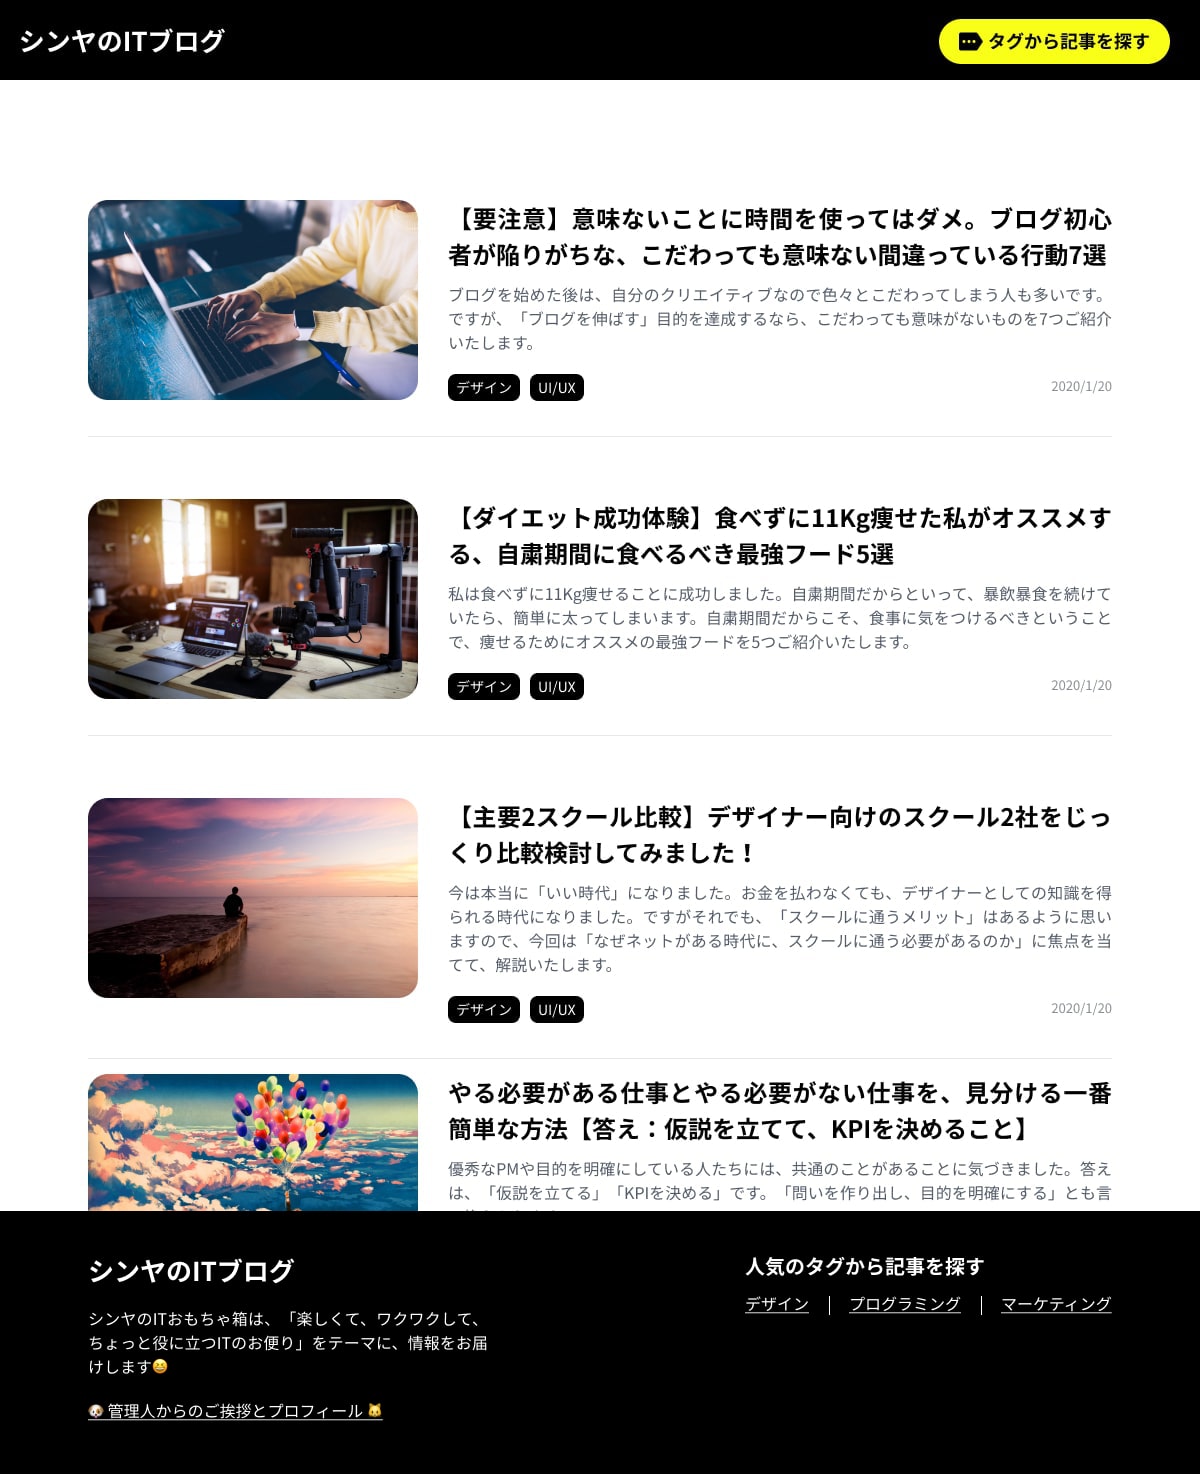 シンヤのITブログ
タグから記事を探す
【要注意】意味ないことに時間を使ってはダメ。ブログ初心
者が陥りがちな、こだわっても意味ない間違っている行動7選
ブログを始めた後は、自分のクリエイティブなので色々とこだわってしまう人も多いです。
ですが、「ブログを伸ばす」目的を達成するなら、こだわっても意味がないものを7つご紹介
いたします。
デザイン UI/UX 2020/1/20
【ダイエット成功体験】食べずに11Kg痩せた私がオススメす
る、自粛期間に食べるべき最強フード5選
私は食べずに11Kg痩せることに成功しました。自粛期間だからといって、暴飲暴食を続けて
いたら、簡単に太ってしまいます。自粛期間だからこそ、食事に気をつけるべきということ
で、痩せるためにオススメの最強フードを5つご紹介いたします。
デザイン UI/UX 2020/1/20
【主要2スクール比較】デザイナー向けのスクール2社をじっ
くり比較検討してみました！
今は本当に「いい時代」になりました。お金を払わなくても、デザイナーとしての知識を得
られる時代になりました。ですがそれでも、「スクールに通うメリット」はあるように思い
ますので、今回は「なぜネットがある時代に、スクールに通う必要があるのか」に焦点を当
てて、解説いたします。
デザイン UI/UX 2020/1/20
やる必要がある仕事とやる必要がない仕事を、見分ける一番
簡単な方法【答え：仮説を立てて、KPIを決めること】
優秀なPMや目的を明確にしている人たちには、共通のことがあることに気づきました。答え
は、「仮説を立てる」「KPIを決める」です。「問いを作り出し、目的を明確にする」とも言
シンヤのITブログ
シンヤのITおもちゃ箱は、「楽しくて、ワクワクして、
ちょっと役に立つITのお便り」をテーマに、情報をお届
けします😆
🐶 管理人からのご挨拶とプロフィール 🐱
人気のタグから記事を探す
デザイン | プログラミング | マーケティング